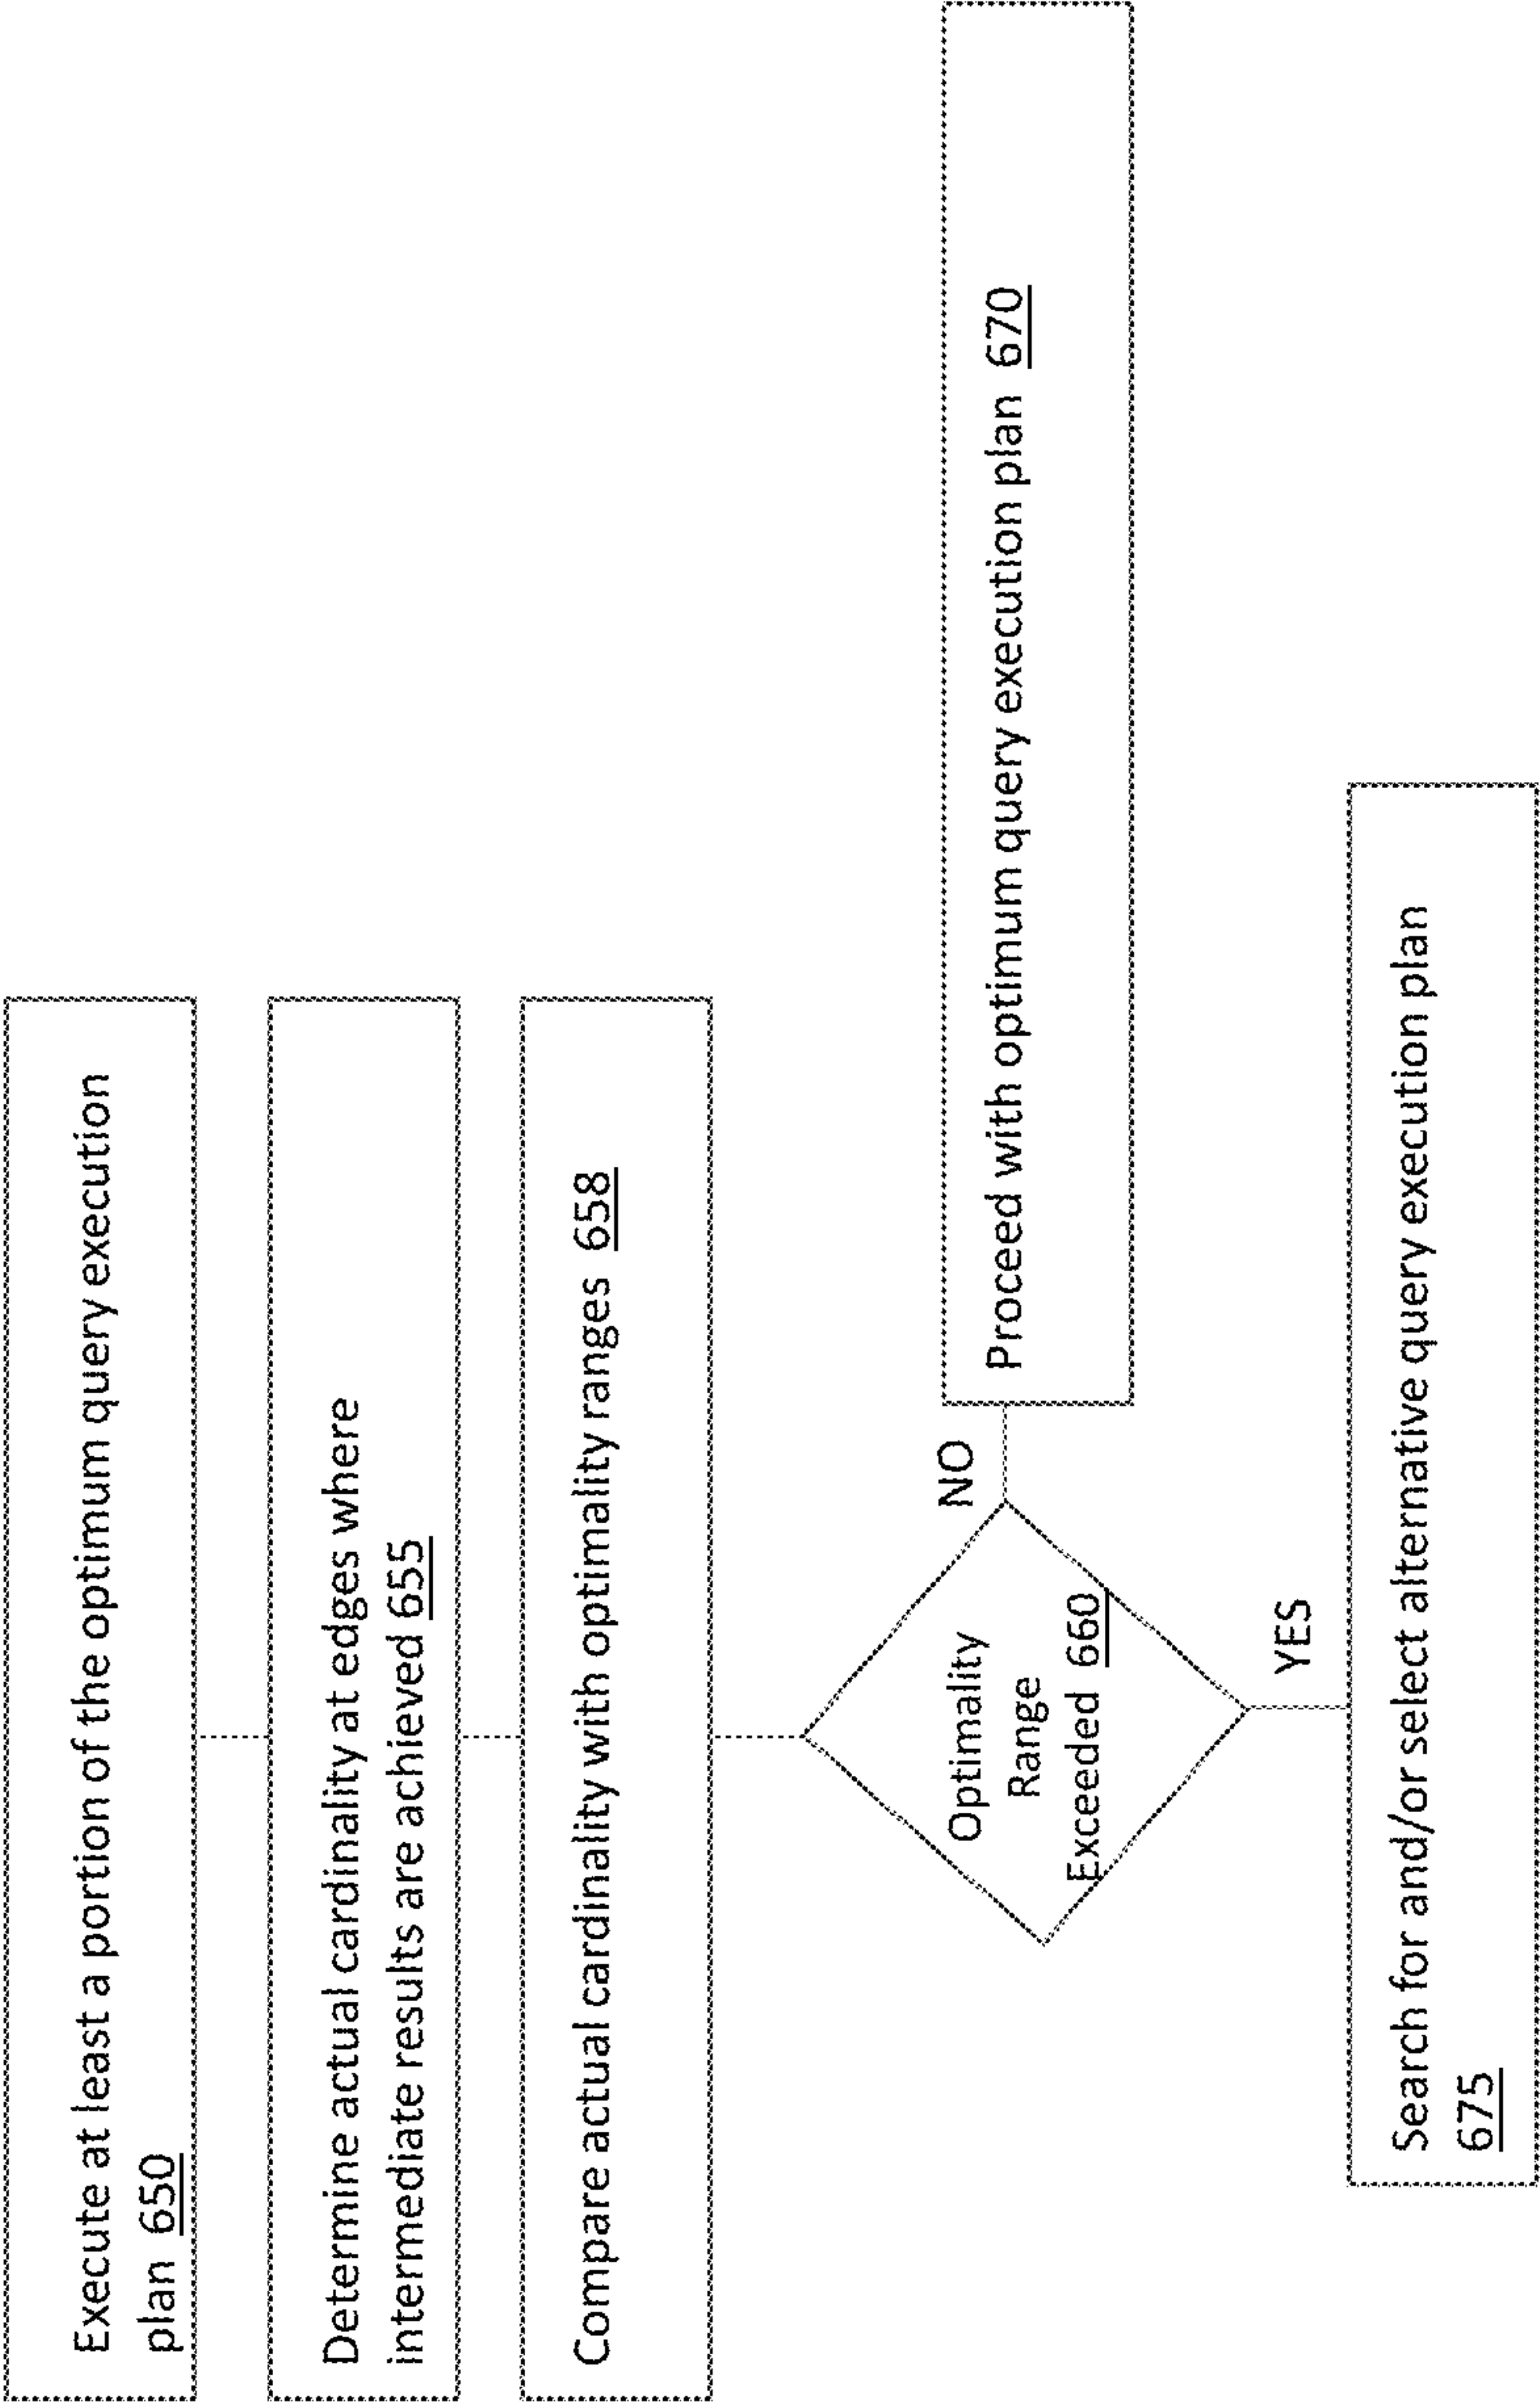 Execute at least a portion of the optimum query execution
plan 650
Determine actual cardinality at edges where
intermediate results are achieved 655
Compare actual cardinality with optimality ranges 658
Optimality
Range
Exceeded 660
NO
Proceed with optimum query execution plan 670
YES
Search for and/or select alternative query execution plan
675